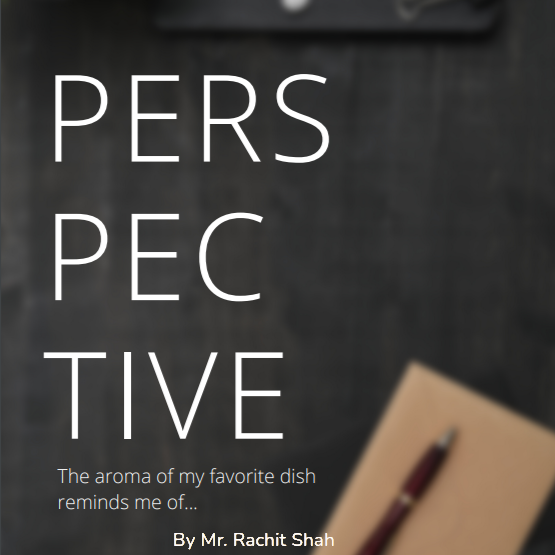 PERS
PEC
TIVE
The aroma of my favorite dish
reminds me of...
By Mr. Rachit Shah